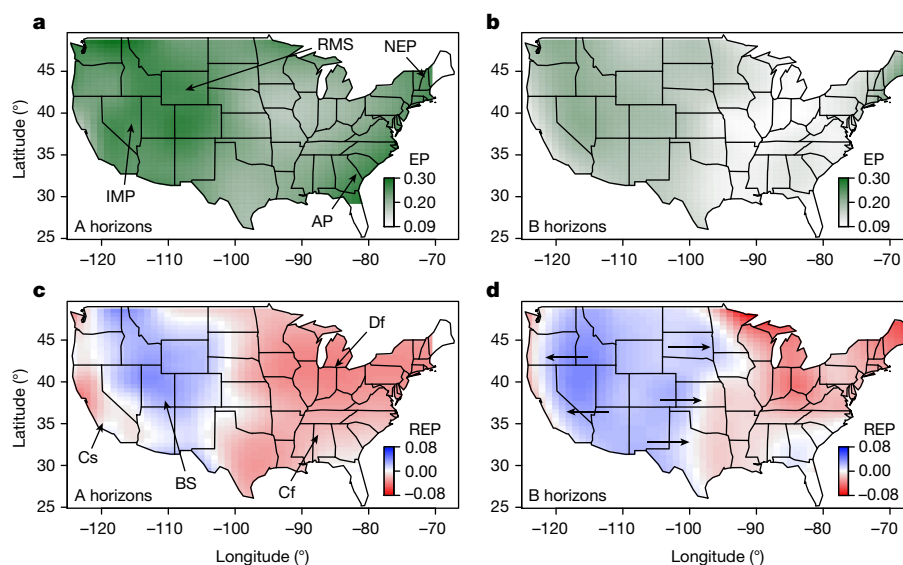 a
RMS
NEP
IMP
AP
EP
0.30
0.20
0.09
A horizons
45
40
35
30
25
Latitude (°)
−120 −110 −100 −90 −80 −70
b
EP
0.30
0.20
0.09
B horizons
45
40
35
30
25
−120 −110 −100 −90 −80 −70
c
Df
Cs
BS
Cf
REP
0.08
0.00
−0.08
A horizons
45
40
35
30
25
Latitude (°)
−120 −110 −100 −90 −80 −70
Longitude (°)
d
REP
0.08
0.00
−0.08
B horizons
45
40
35
30
25
−120 −110 −100 −90 −80 −70
Longitude (°)